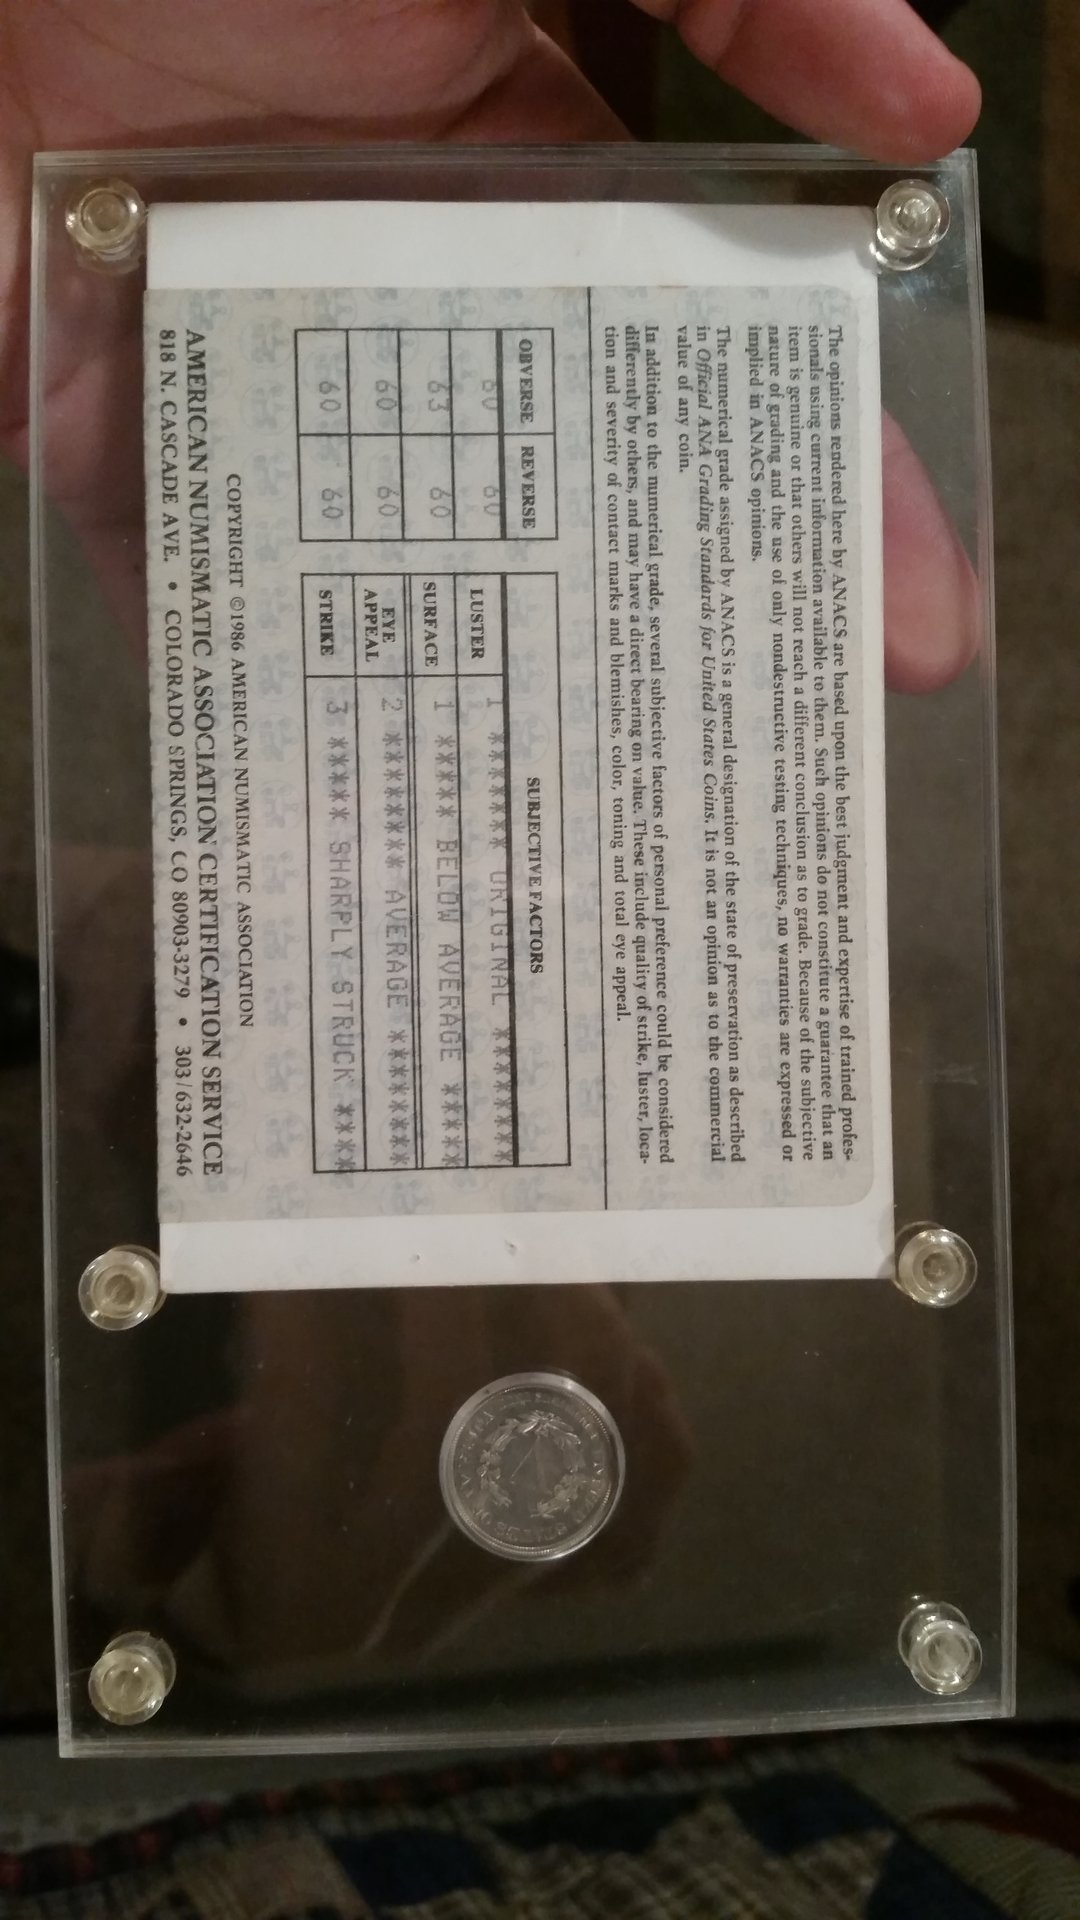 The opinions rendered here by ANACS are based upon the best judgment and expertise of trained profes-
sionals using current information available to them. Such opinions do not constitute a guarantee that an
item is genuine or that others will not reach a different conclusion as to grade. Because of the subjective
nature of grading and the use of only nondestructive testing techniques, no warranties are expressed or
implied in ANACS opinions.
The numerical grade assigned by ANACS is a general designation of the state of preservation as described
in Official ANA Grading Standards for United States Coins. It is not an opinion as to the commercial
value of any coin.
In addition to the numerical grade, several subjective factors of personal preference could be considered
differently by others, and may have a direct bearing on value. These include quality of strike, luster, loca-
tion and severity of contact marks and blemishes, color, toning and total eye appeal.
OBVERSE REVERSE SUBJECTIVE FACTORS
60 60 LUSTER 1 ******* ORIGINAL ********
63 60 SURFACE 1 ***** BELOW AVERAGE *****
60 60 EYE APPEAL 2 ******** AVERAGE ********
60 60 STRIKE 3 ***** SHARPLY STRUCK ****
COPYRIGHT ©1986 AMERICAN NUMISMATIC ASSOCIATION
AMERICAN NUMISMATIC ASSOCIATION CERTIFICATION SERVICE
818 N. CASCADE AVE. • COLORADO SPRINGS, CO 80903-3279 • 303/632-2646
UNITED STATES OF